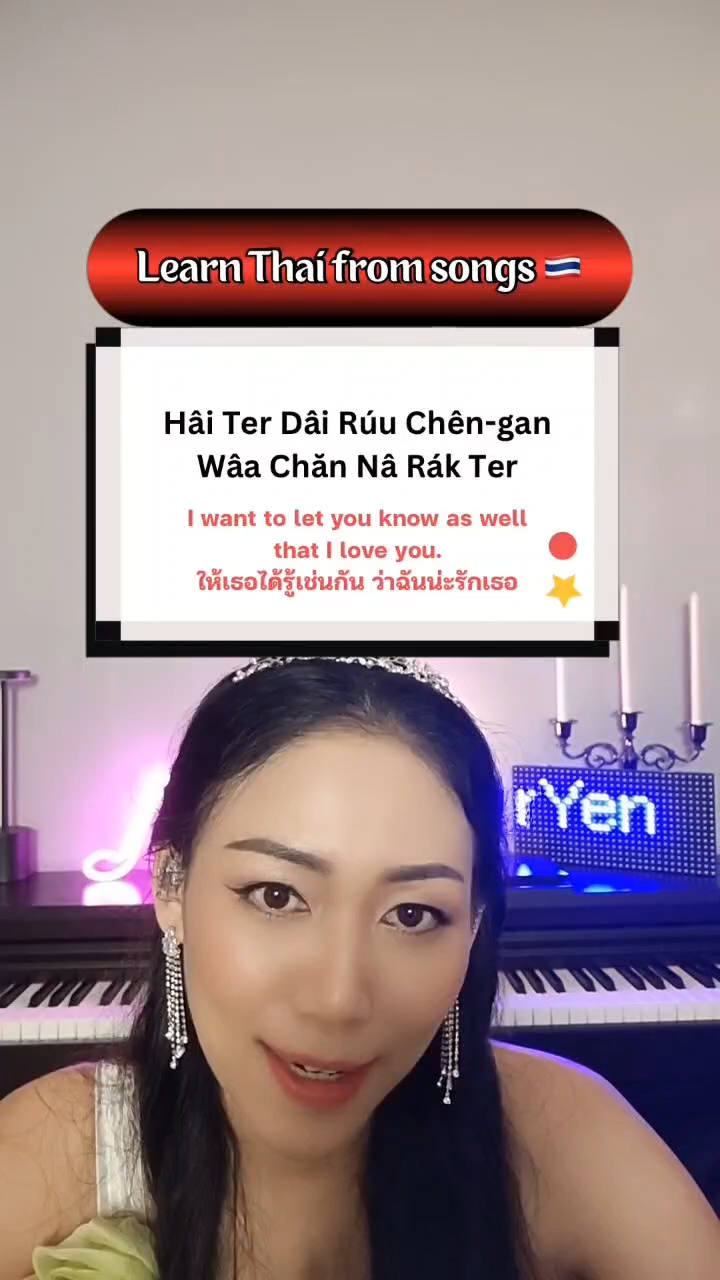 Learn Thai from songs
Hâi Ter Dâi Rúu Chên-gan
Wâa Chăn Nâ Rák Ter
I want to let you know as well
that I love you.
ให้เธอได้รู้เช่นกัน ว่าฉันน่ะรักเธอ
rYen